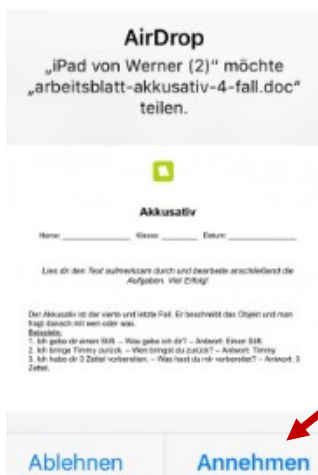 AirDrop
„iPad von Werner (2)“ möchte
„arbeitsblatt-akkusativ-4-fall.doc“
teilen.
Akkusativ
Name: Klasse: Datum:
Lies dir den Text aufmerksam durch und bearbeite anschließend die
Aufgaben. Viel Erfolg!
Der Akkusativ ist der vierte und letzte Fall. Er beschreibt das Objekt und man
fragt danach mit wen oder was.
Beispiele:
1. Ich gebe dir einen Stift. – Was gebe ich dir? – Antwort: Einen Stift.
2. Ich bringe Timmy zurück. – Wen bringst du zurück? – Antwort: Timmy
3. Ich habe dir 3 Zettel vorbereitet. – Was hast du mir vorbereitet? – Antwort: 3
Zettel.
Ablehnen Annehmen